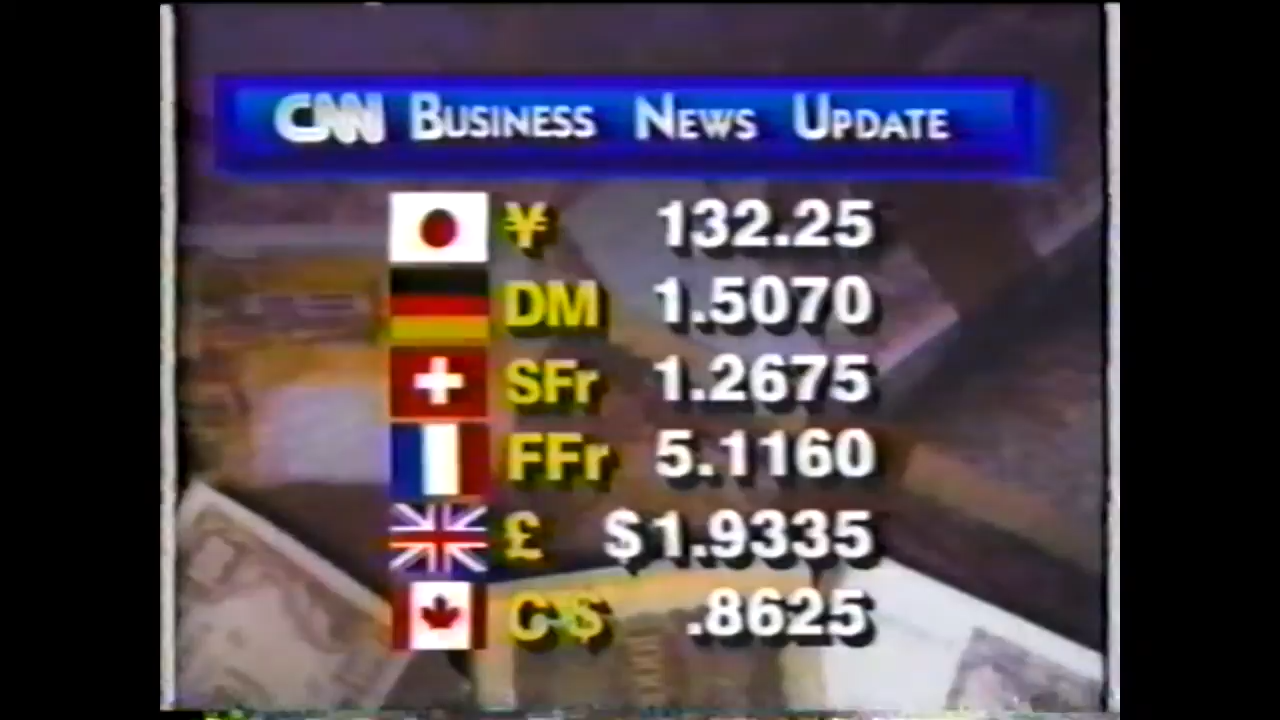 CNN BUSINESS NEWS UPDATE
¥ 132.25
DM 1.5070
SFr 1.2675
FFr 5.1160
£ $1.9335
C$ .8625